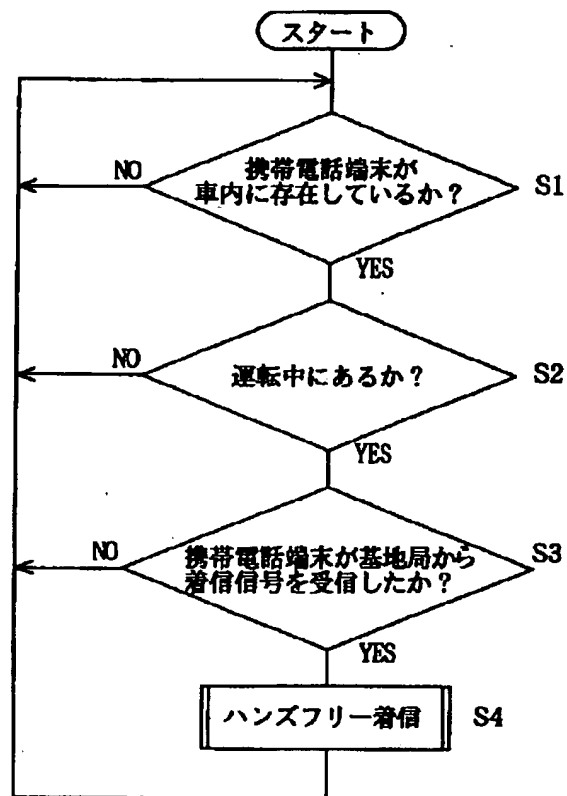 スタート
NO
携帯電話端末が
車内に存在しているか？
S1
YES
NO
運転中にあるか？
S2
YES
NO
携帯電話端末が基地局から
着信信号を受信したか？
S3
YES
ハンズフリー着信
S4